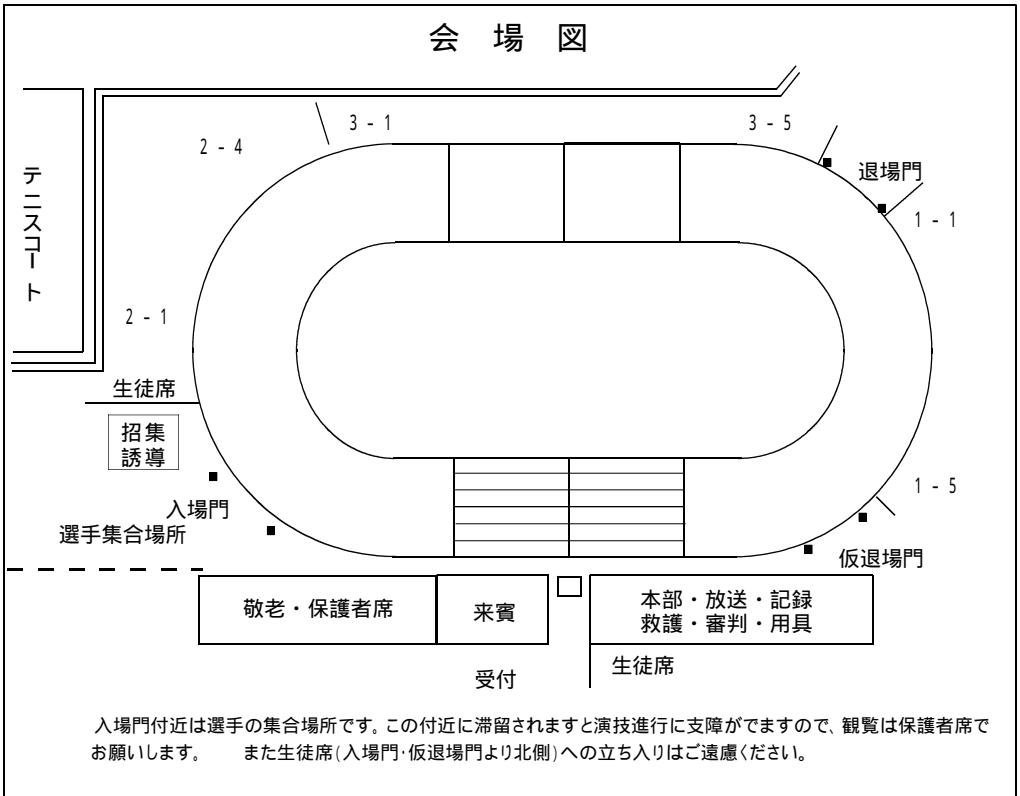 会場図
3-1
3-5
2-4
退場門
テニスコート
1-1
2-1
生徒席
招集
誘導
1-5
入場門
選手集合場所
仮退場門
敬老・保護者席
来賓
本部・放送・記録
救護・審判・用具
受付
生徒席
入場門付近は選手の集合場所です。この付近に滞留されますと演技進行に支障がでますので、観覧は保護者席で
お願いします。 また生徒席(入場門・仮退場門より北側)への立ち入りはご遠慮ください。